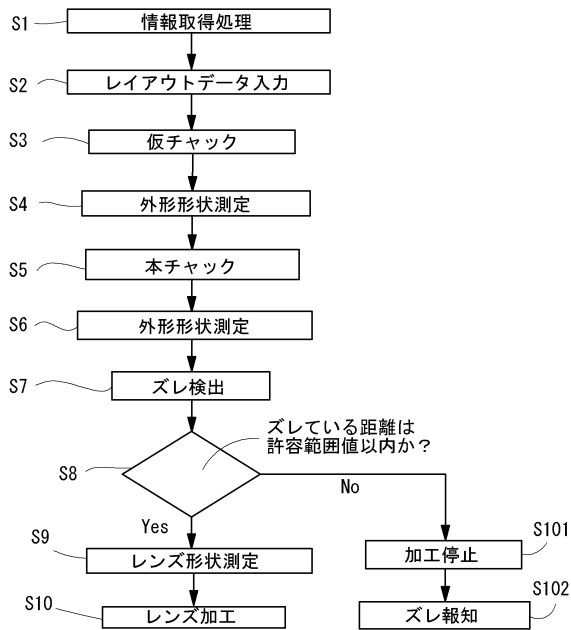 S1
情報取得処理
S2
レイアウトデータ入力
S3
仮チャック
S4
外形形状測定
S5
本チャック
S6
外形形状測定
S7
ズレ検出
ズレている距離は
許容範囲値以内か？
S8
No
Yes
S9
レンズ形状測定
S10
レンズ加工
S101
加工停止
S102
ズレ報知